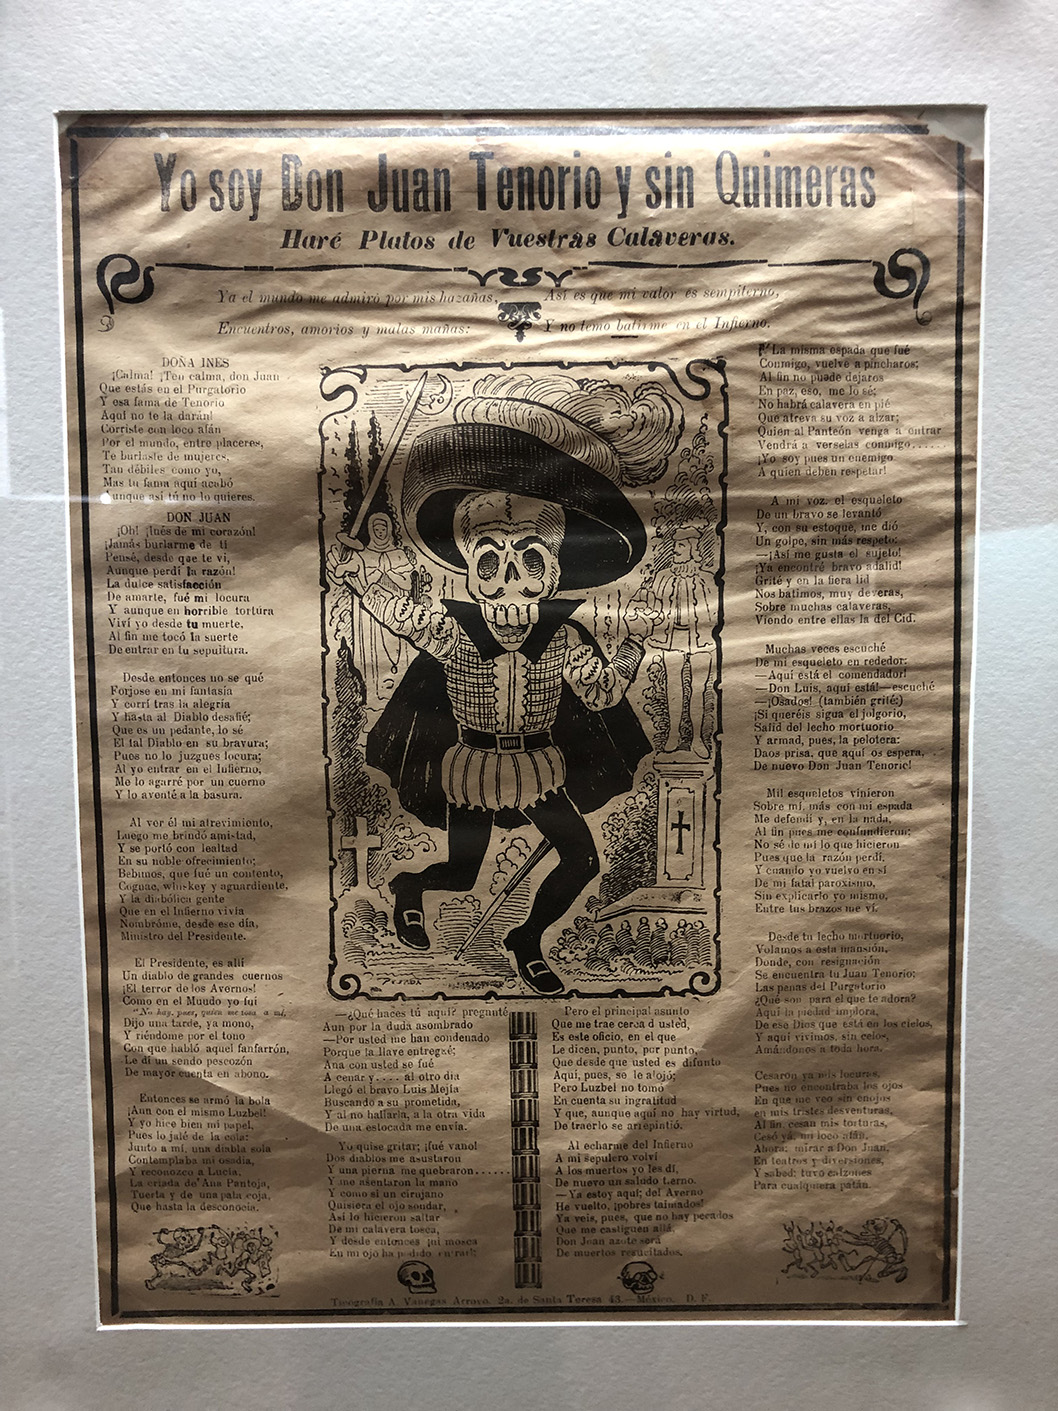 Yo soy Don Juan Tenorio y sin Quimeras
Haré Platos de Vuestras Calaveras.
Ya el mundo me admiró por mis hazañas,
Encuentros, amorios y malas mañas:
Así es que mi valor es sempiterno,
Y no temo batirme en el Infierno.
DOÑA INES
¡Calma! ¡Ten calma, don Juan
Que estás en el Purgatorio
Y esa fama de Tenorio
Aquí no te la darán!
Corriste con loco afán
Por el mundo, entre placeres,
Te burlaste de mujeres,
Tan débiles como yo,
Mas tu fama aquí acabó
Aunque así tú no lo quieres.
DON JUAN
¡Oh! ¡Inés de mi corazón!
¡Jamás burlarme de ti
Pensé, desde que te vi,
Aunque perdí la razón!
La dulce satisfacción
De amarte, fué mi locura
Y aunque en horrible tortura
Viví yo desde tu muerte,
Al fin me tocó la suerte
De entrar en tu sepultura.
Desde entonces no se qué
Forjose en mi fantasía
Y corrí tras la alegría
Y hasta al Diablo desafié;
Que es un pedante, lo sé
El tal Diablo en su bravura;
Pues no lo juzgues locura;
Al yo entrar en el Infierno,
Me lo agarré por un cuerno
Y lo aventé a la basura.
Al ver él mi atrevimiento,
Luego me brindó amistad,
Y se portó con lealtad
En su noble ofrecimiento;
Bebimos, que fué un contento,
Cognac, whiskey y aguardiente,
Y la diabólica gente
Que en el Infierno vivía
Nombróme, desde ese día,
Ministro del Presidente.
El Presidente, es allí
Un diablo de grandes cuernos
¡El terror de los Avernos!
Como en el Mundo yo fuí
"No hay, pues, quien me tosa a mí,
Dijo una tarde, ya mono,
Y riéndome por el tono
Con que habló aquel fanfarrón,
Le dí un sendo pescozón
De mayor cuenta en abono.
Entonces se armó la bola
¡Aun con el mismo Luzbel!
Y yo hice bien mi papel,
Pues lo jalé de la cola:
Junto a mí, una diabla sola
Contemplaba mi osadía,
Y reconozco a Lucía,
La criada de Ana Pantoja,
Tuerta y de una pata coja,
Que hasta la desconocía.
POSADA
—¿Qué haces tú aquí? pregunté
Aun por la duda asombrado
—Por usted me han condenado
Porque la llave entregué;
Ana con usted se fué
A cenar y.... al otro día
Llegó el bravo Luis Mejía
Buscando a su prometida,
Y al no hallarla, a la otra vida
De una estocada me envía.
Yo quise gritar; ¡fué vano!
Dos diablos me asustaron
Y una pierna me quebraron......
Y me asentaron la mano
Y como si un cirujano
Quisiera el ojo sondar,
Así lo hicieron saltar
De mi calavera tosca,
Y desde entonces ¡ni mosca
En mi ojo ha podido entrar!
Pero el principal asunto
Que me trae cerca d usted,
Es este oficio, en el que
Le dicen, punto, por punto,
Que desde que usted es difunto
Aquí, pues, se le alojó;
Pero Luzbel no tomó
En cuenta su ingratitud
Y que, aunque aquí no hay virtud,
De traerlo se arrepintió.
Al echarme del Infierno
A mi sepulcro volví
A los muertos yo les dí,
De nuevo un saludo tierno.
—Ya estoy aquí; del Averno
He vuelto, ¡pobres taimados!
Ya veis, pues, que no hay pecados
Que me castiguen allá,
Don Juan azote será
De muertos resucitados.
La misma espada que fué
Conmigo, vuelve a pincharos;
Al fin no puede dejaros
En paz, eso, me lo sé;
No habrá calavera en pié
Que atreva su voz a alzar;
Quien al Panteón venga a entrar
Vendrá a verselas conmigo......
¡Yo soy pues un enemigo
A quien deben respetar!
A mi voz, el esqueleto
De un bravo se levantó
Y, con su estoque, me dió
Un golpe, sin más respeto:
—¡Así me gusta el sujeto!
¡Ya encontré bravo adalid!
Grité y en la fiera lid
Nos batimos, muy de veras,
Sobre muchas calaveras,
Viendo entre ellas la del Cid.
Muchas veces escuché
De mi esqueleto en rededor:
—Aquí está el comendador!
—Don Luis, aquí está!—escuché
—¡Osados! (también grité:)
¡Si queréis sigua el jolgorio,
Salid del lecho mortuorio
Y armad, pues, la pelotera:
Daos prisa, que aquí os espera,
De nuevo Don Juan Tenorio!
Mil esqueletos vinieron
Sobre mí, más con mi espada
Me defendí y, en la nada,
Al fin pues me confundieron;
No sé de mí lo que hicieron
Pues que la razón perdí,
Y cuando yo vuelvo en sí
De mi fatal paroxismo,
Sin explicarlo yo mismo,
Entre tus brazos me ví.
Desde tu lecho mortuorio,
Volamos a esta mansión,
Donde, con resignación
Se encuentra tu Juan Tenorio;
Las penas del Purgatorio
¿Qué son para el que te adora?
Aquí la piedad implora,
De ese Dios que está en los cielos,
Y aquí vivimos, sin celos,
Amándonos a toda hora.
Cesaron ya mis locuras,
Pues no encontraba los ojos
En que me veo sin enojos
en mis tristes desventuras,
Al fin cesan mis torturas,
Cesó ya, mi loco afán,
Ahora; mirar a Don Juan,
En teatros y diversiones,
Y sabed: tuvo calzones
Para cualquiera patán.
Tipografia A. Vanegas Arroyo, 2a. de Santa Teresa 43.—México, D. F.